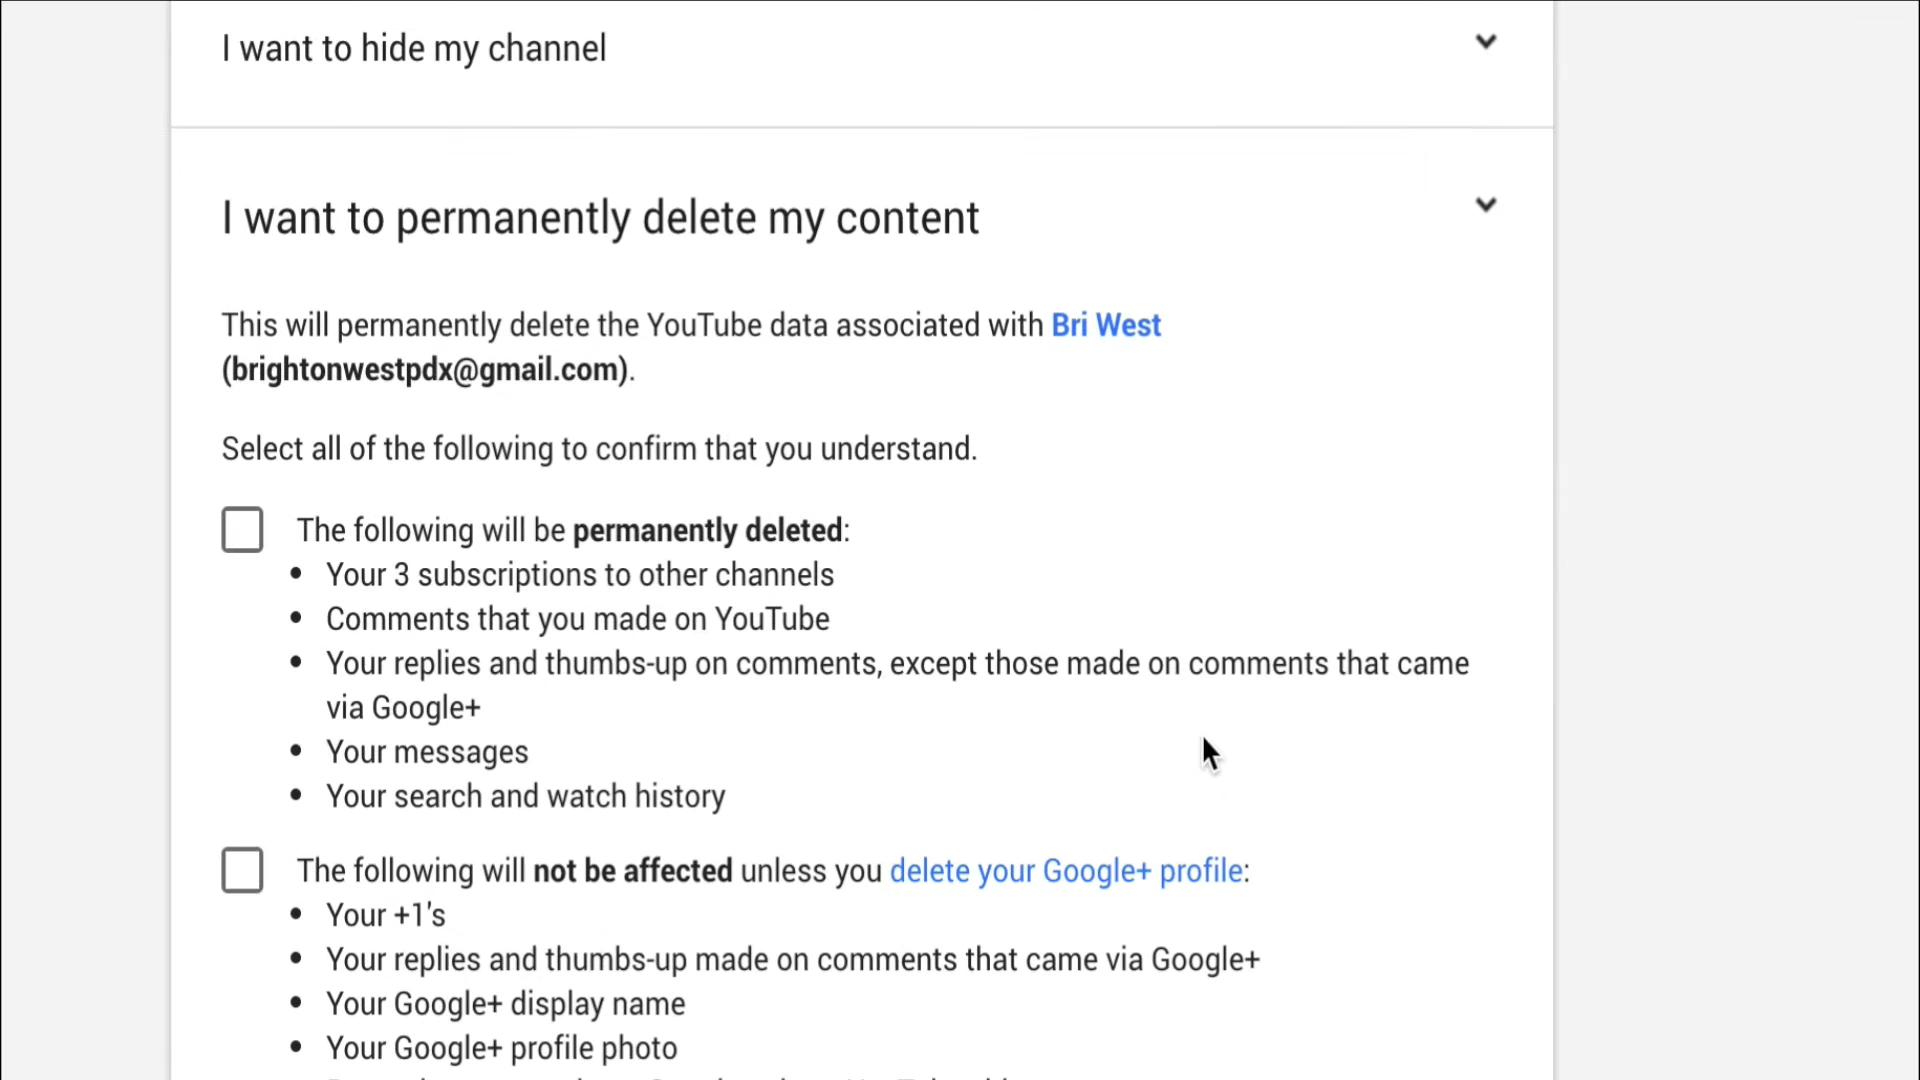 I want to hide my channel
I want to permanently delete my content
This will permanently delete the YouTube data associated with Bri West
(brightonwestpdx@gmail.com).
Select all of the following to confirm that you understand.
The following will be permanently deleted:
• Your 3 subscriptions to other channels
• Comments that you made on YouTube
• Your replies and thumbs-up on comments, except those made on comments that came
via Google+
• Your messages
• Your search and watch history
The following will not be affected unless you delete your Google+ profile:
• Your +1's
• Your replies and thumbs-up made on comments that came via Google+
• Your Google+ display name
• Your Google+ profile photo